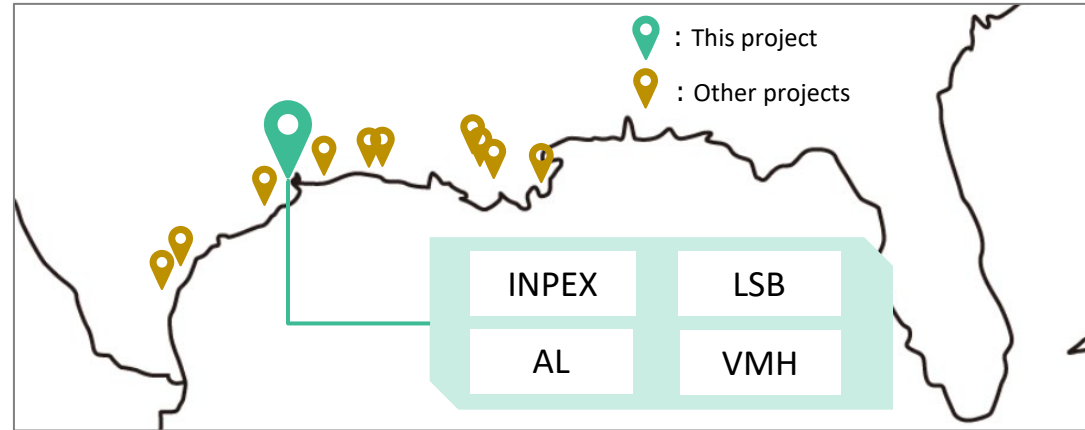 : This project
: Other projects
INPEX
LSB
AL
VMH